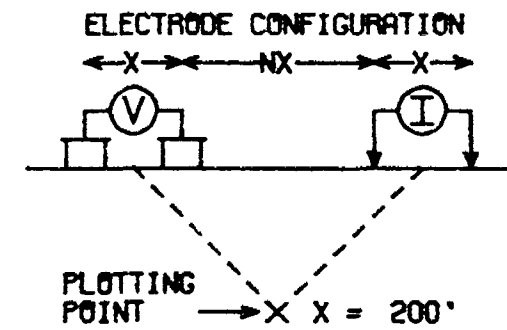 ELECTRODE CONFIGURATION
X NX X
V I
PLOTTING
POINT X X = 200'